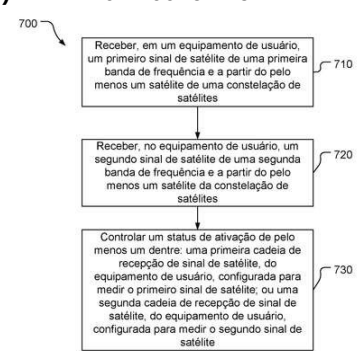 700
Receber, em um equipamento de usuário,
um primeiro sinal de satélite de uma primeira
banda de frequência e a partir do pelo
menos um satélite de uma constelação de
satélites
710
Receber, no equipamento de usuário, um
segundo sinal de satélite de uma segunda
banda de frequência e a partir do pelo
menos um satélite da constelação de
satélites
720
Controlar um status de ativação de pelo
menos um dentre: uma primeira cadeia de
recepção de sinal de satélite, do
equipamento de usuário, configurada para
medir o primeiro sinal de satélite; ou uma
segunda cadeia de recepção de sinal de
satélite, do equipamento de usuário,
configurada para medir o segundo sinal de
satélite
730